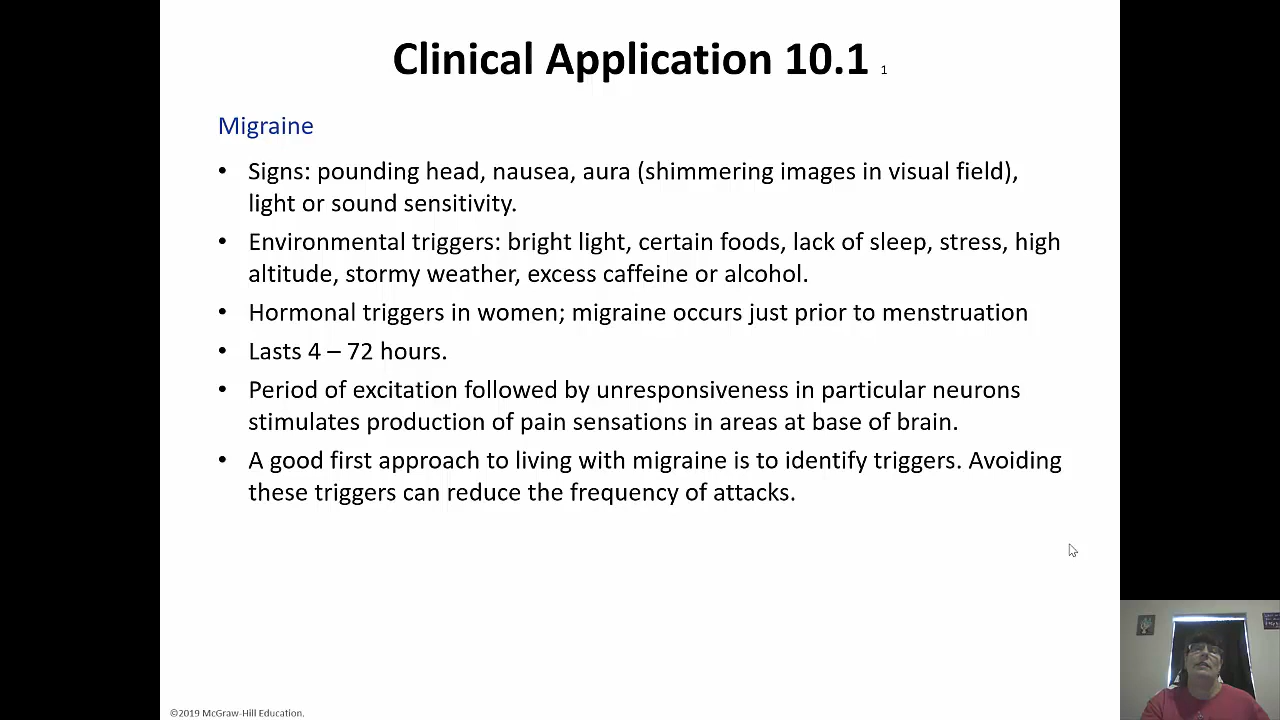 Clinical Application 10.1 1
Migraine
• Signs: pounding head, nausea, aura (shimmering images in visual field),
light or sound sensitivity.
• Environmental triggers: bright light, certain foods, lack of sleep, stress, high
altitude, stormy weather, excess caffeine or alcohol.
• Hormonal triggers in women; migraine occurs just prior to menstruation
• Lasts 4 – 72 hours.
• Period of excitation followed by unresponsiveness in particular neurons
stimulates production of pain sensations in areas at base of brain.
• A good first approach to living with migraine is to identify triggers. Avoiding
these triggers can reduce the frequency of attacks.
©2019 McGraw-Hill Education.